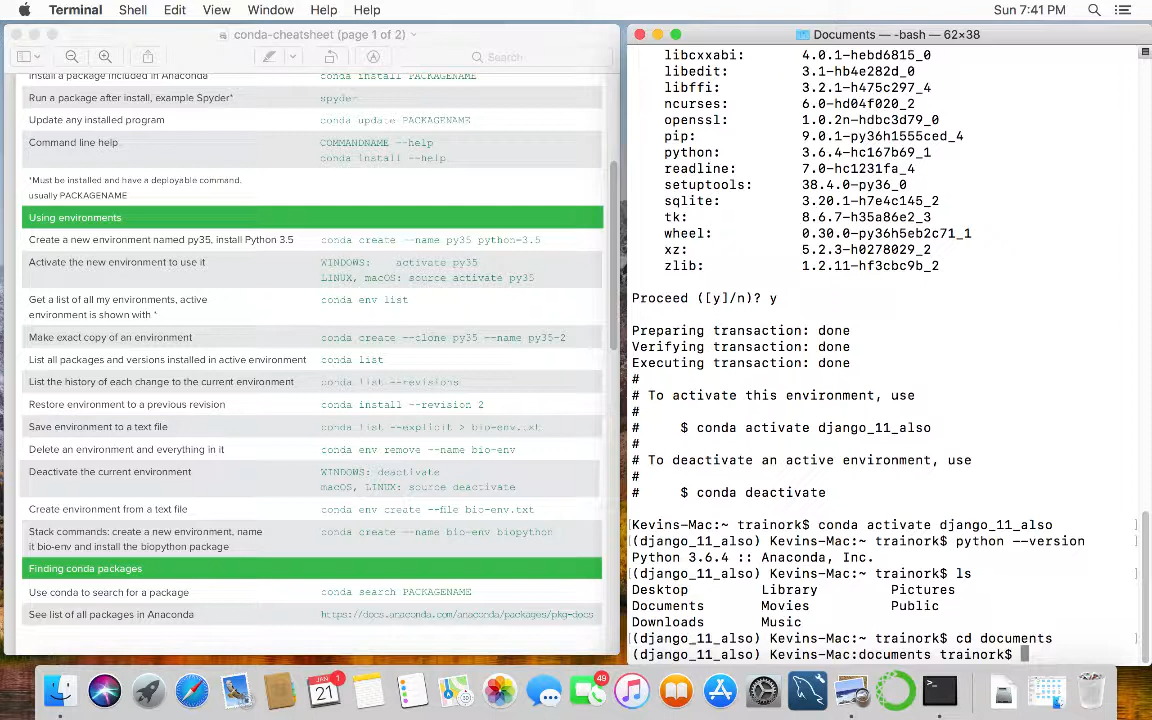 Terminal Shell Edit View Window Help Help Sun 7:41 PM
conda-cheatsheet (page 1 of 2)
Search
Install a package included in Anaconda conda install PACKAGENAME
Run a package after install, example Spyder* spyder
Update any installed program conda update PACKAGENAME
Command line help COMMANDNAME --help
conda install --help
*Must be installed and have a deployable command,
usually PACKAGENAME
Using environments
Create a new environment named py35, install Python 3.5 conda create --name py35 python=3.5
Activate the new environment to use it WINDOWS: activate py35
LINUX, macOS: source activate py35
Get a list of all my environments, active conda env list
environment is shown with *
Make exact copy of an environment conda create --clone py35 --name py35-2
List all packages and versions installed in active environment conda list
List the history of each change to the current environment conda list --revisions
Restore environment to a previous revision conda install --revision 2
Save environment to a text file conda list --explicit > bio-env.txt
Delete an environment and everything in it conda env remove --name bio-env
Deactivate the current environment WINDOWS: deactivate
macOS, LINUX: source deactivate
Create environment from a text file conda env create --file bio-env.txt
Stack commands: create a new environment, name conda create --name bio-env biopython
it bio-env and install the biopython package
Finding conda packages
Use conda to search for a package conda search PACKAGENAME
See list of all packages in Anaconda https://docs.anaconda.com/anaconda/packages/pkg-docs
Documents — -bash — 62×38
libcxxabi: 4.0.1-hebd6815_0
libedit: 3.1-hb4e282d_0
libffi: 3.2.1-h475c297_4
ncurses: 6.0-hd04f020_2
openssl: 1.0.2n-hdbc3d79_0
pip: 9.0.1-py36h1555ced_4
python: 3.6.4-hc167b69_1
readline: 7.0-hc1231fa_4
setuptools: 38.4.0-py36_0
sqlite: 3.20.1-h7e4c145_2
tk: 8.6.7-h35a86e2_3
wheel: 0.30.0-py36h5eb2c71_1
xz: 5.2.3-h0278029_2
zlib: 1.2.11-hf3cbc9b_2
Proceed ([y]/n)? y
Preparing transaction: done
Verifying transaction: done
Executing transaction: done
#
# To activate this environment, use
#
# $ conda activate django_11_also
#
# To deactivate an active environment, use
#
# $ conda deactivate
[Kevins-Mac:~ trainork$ conda activate django_11_also ]
[(django_11_also) Kevins-Mac:~ trainork$ python --version ]
Python 3.6.4 :: Anaconda, Inc.
[(django_11_also) Kevins-Mac:~ trainork$ ls ]
Desktop Library Pictures
Documents Movies Public
Downloads Music
[(django_11_also) Kevins-Mac:~ trainork$ cd documents ]
(django_11_also) Kevins-Mac:documents trainork$
JAN
21
1
49